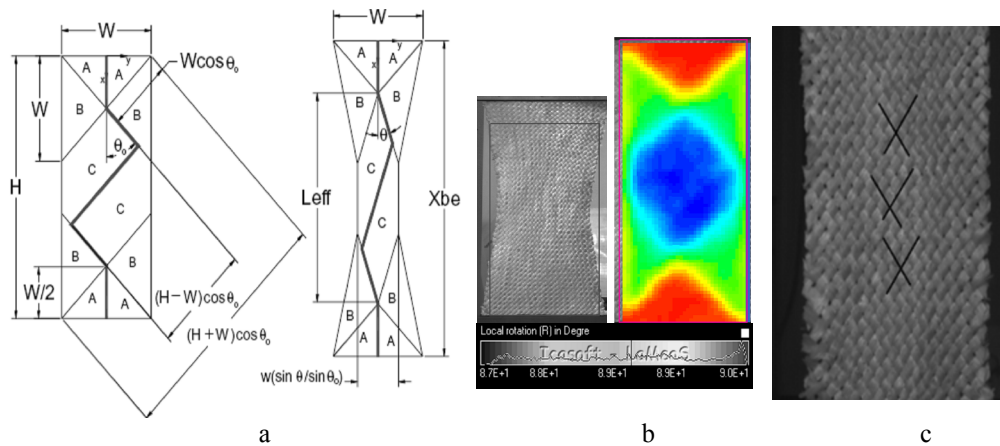 W
W
A
A
x
y
Wcosθₒ
W
B
B
θₒ
H
C
C
B
B
W/2
A
A
(H−W)cosθₒ
(H+W)cosθₒ
A
A
x
y
B
B
θ
C
Leff
Xbe
C
B
B
A
A
w(sin θ/sinθₒ)
Local rotation (R) in Degre
8.7E+1 8.8E+1 8.9E+1 8.9E+1 9.0E+1
a b c